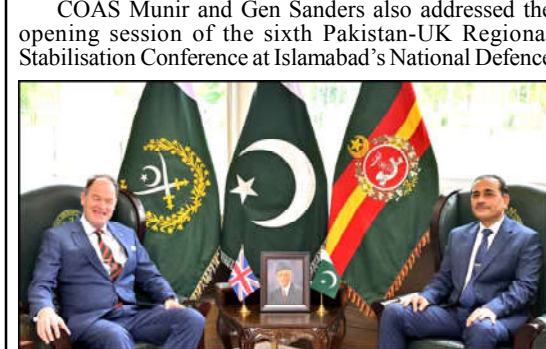 COAS Munir and Gen Sanders also addressed the
opening session of the sixth Pakistan-UK Regional
Stabilisation Conference at Islamabad's National Defence